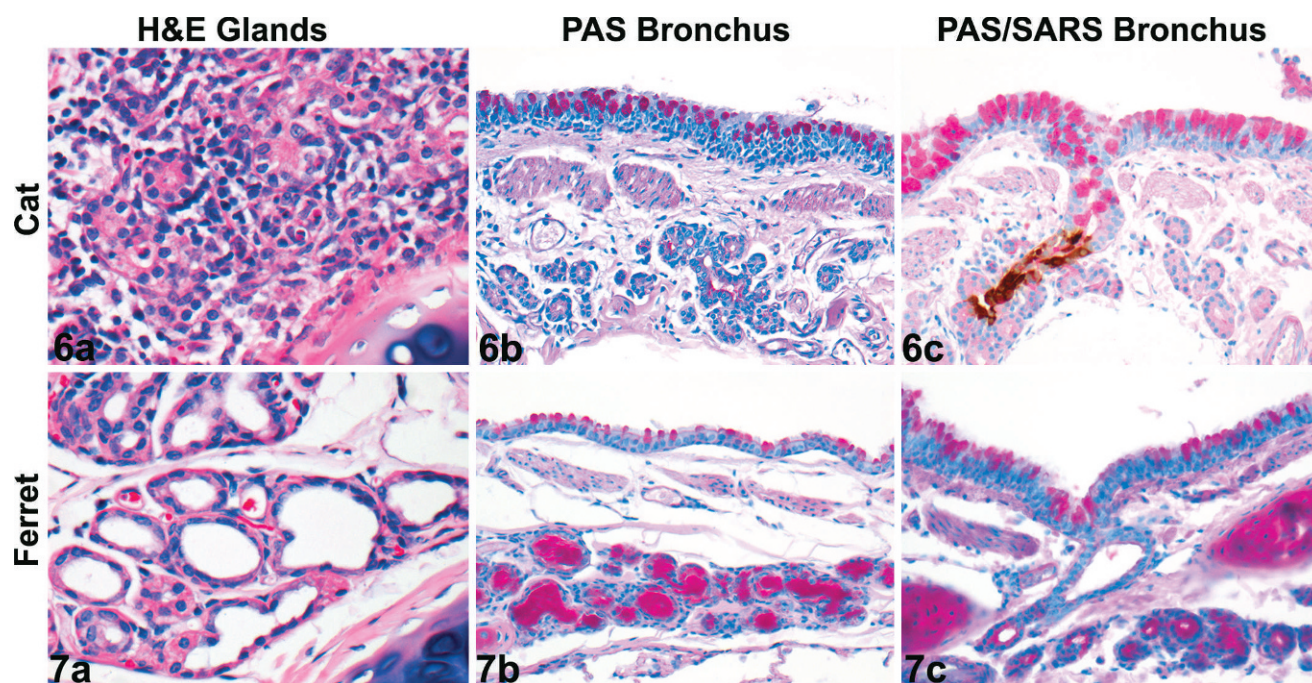 H&E Glands PAS Bronchus PAS/SARS Bronchus
Cat
6a 6b 6c
Ferret
7a 7b 7c